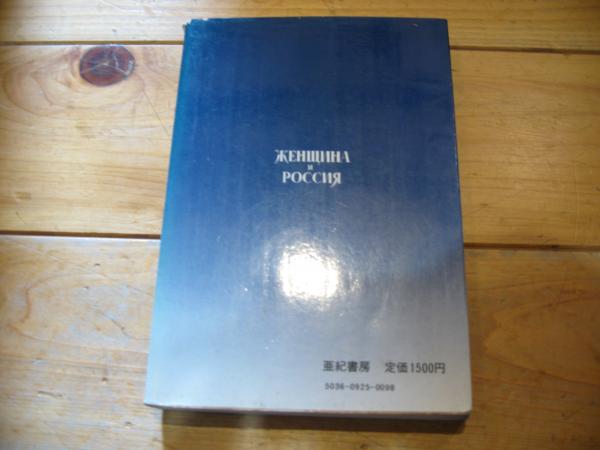 ЖЕНЩИНА
и
РОССИЯ
亜紀書房 定価1500円
5036-0925-0098